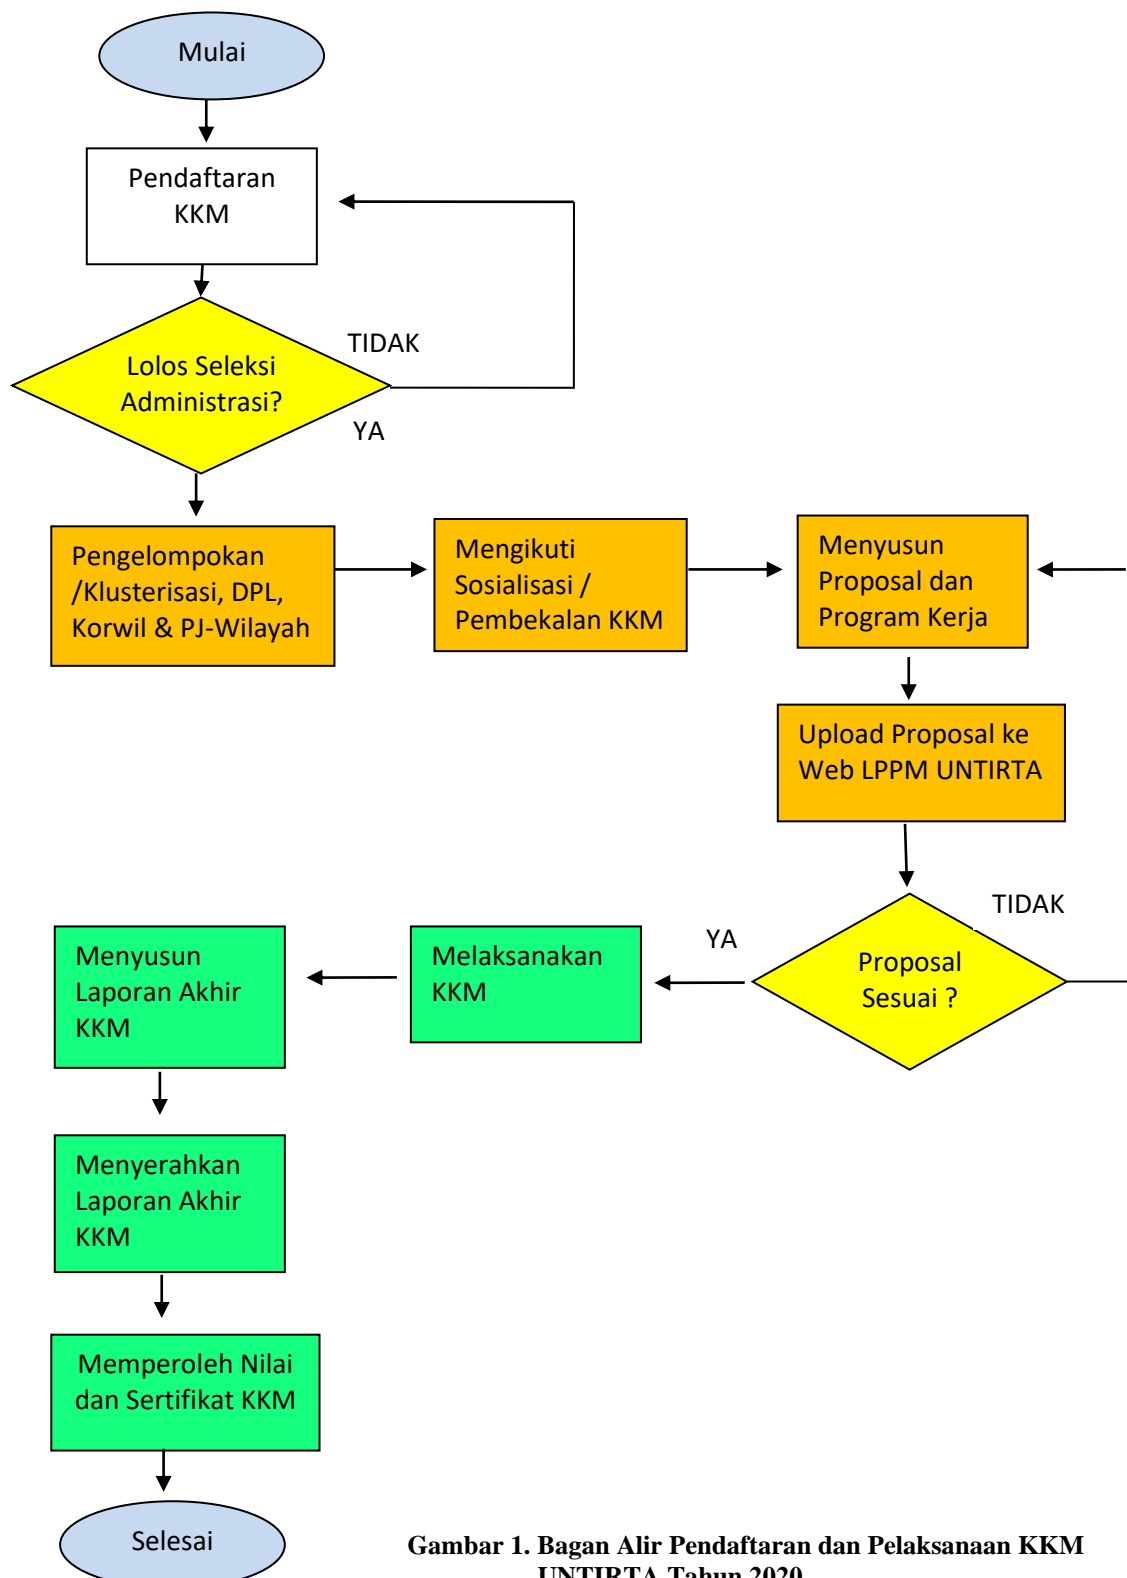 Mulai
Pendaftaran
KKM
TIDAK
Lolos Seleksi
Administrasi?
YA
Pengelompokan
/Klusterisasi, DPL,
Korwil & PJ-Wilayah
Mengikuti
Sosialisasi /
Pembekalan KKM
Menyusun
Proposal dan
Program Kerja
Upload Proposal ke
Web LPPM UNTIRTA
TIDAK
YA
Proposal
Sesuai ?
Melaksanakan
KKM
Menyusun
Laporan Akhir
KKM
Menyerahkan
Laporan Akhir
KKM
Memperoleh Nilai
dan Sertifikat KKM
Selesai
Gambar 1. Bagan Alir Pendaftaran dan Pelaksanaan KKM
UNTIRTA Tahun 2020